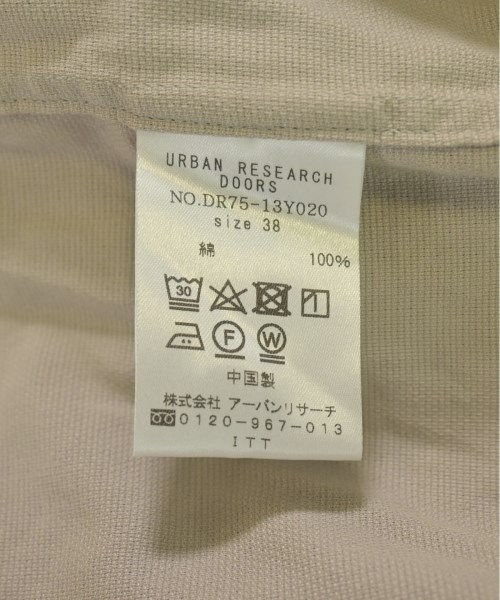 URBAN RESEARCH
DOORS
NO.DR75-13Y020
size 38
綿 100%
30
F W
中国製
株式会社 アーバンリサーチ
0120-967-013
ITT